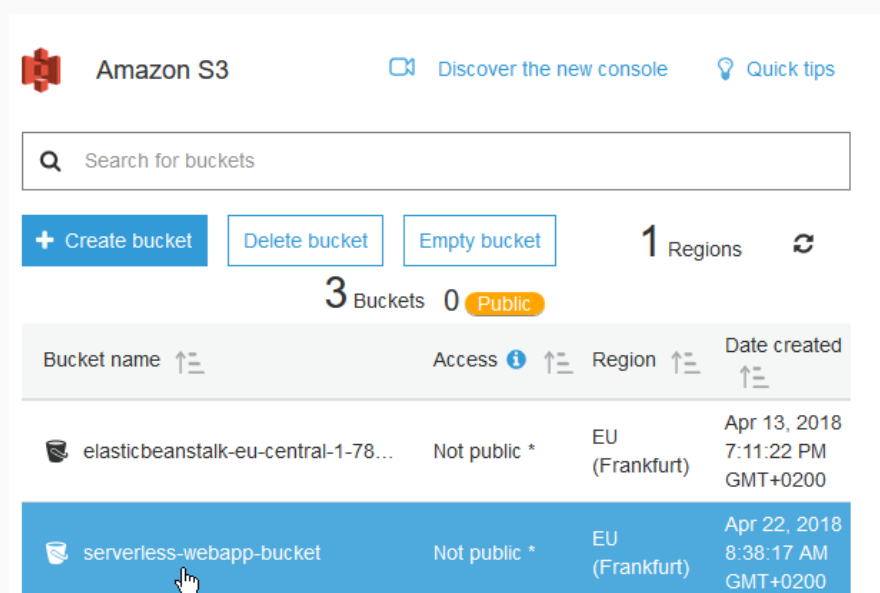 Amazon S3 Discover the new console Quick tips
Search for buckets
Create bucket Delete bucket Empty bucket 1 Regions
3 Buckets 0 Public
Bucket name Access Region Date created
elasticbeanstalk-eu-central-1-78... Not public * EU (Frankfurt) Apr 13, 2018 7:11:22 PM GMT+0200
serverless-webapp-bucket Not public * EU (Frankfurt) Apr 22, 2018 8:38:17 AM GMT+0200